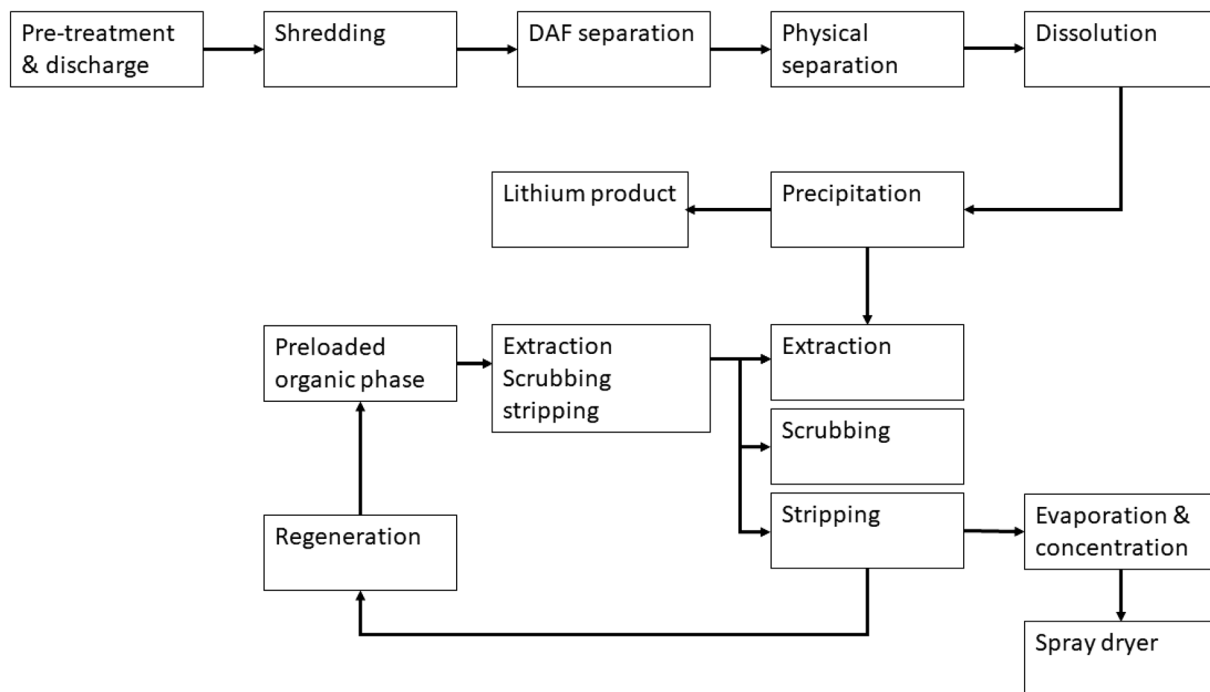 Pre-treatment
& discharge
Shredding
DAF separation
Physical
separation
Dissolution
Lithium product
Precipitation
Preloaded
organic phase
Extraction
Scrubbing
stripping
Extraction
Scrubbing
Regeneration
Stripping
Evaporation &
concentration
Spray dryer